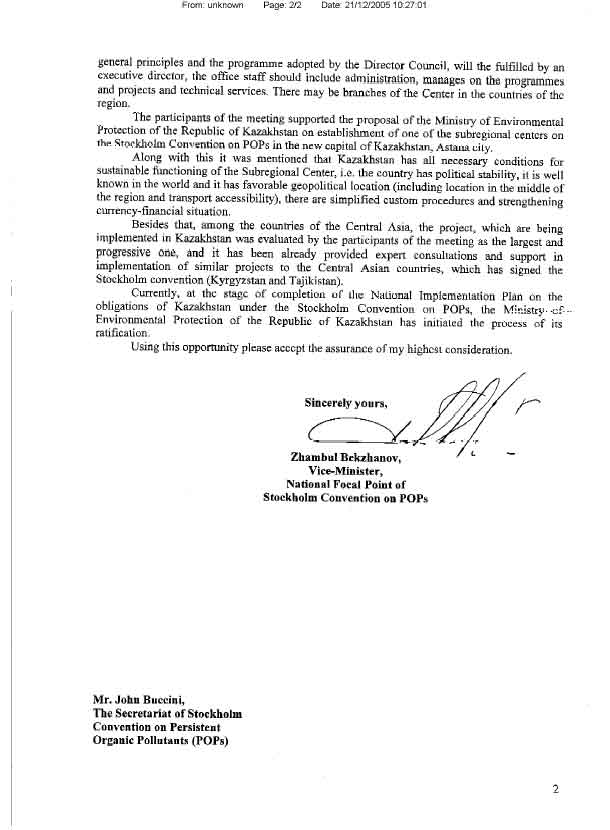 From: unknown Page: 2/2 Date: 21/12/2005 10:27:01
general principles and the programme adopted by the Director Council, will the fulfilled by an
executive director, the office staff should include administration, manages on the programmes
and projects and technical services. There may be branches of the Center in the countries of the
region.
The participants of the meeting supported the proposal of the Ministry of Environmental
Protection of the Republic of Kazakhstan on establishment of one of the subregional centers on
the Stockholm Convention on POPs in the new capital of Kazakhstan, Astana city.
Along with this it was mentioned that Kazakhstan has all necessary conditions for
sustainable functioning of the Subregional Center, i.e. the country has political stability, it is well
known in the world and it has favorable geopolitical location (including location in the middle of
the region and transport accessibility), there are simplified custom procedures and strengthening
currency-financial situation.
Besides that, among the countries of the Central Asia, the project, which are being
implemented in Kazakhstan was evaluated by the participants of the meeting as the largest and
progressive one, and it has been already provided expert consultations and support in
implementation of similar projects to the Central Asian countries, which has signed the
Stockholm convention (Kyrgyzstan and Tajikistan).
Currently, at the stage of completion of the National Implementation Plan on the
obligations of Kazakhstan under the Stockholm Convention on POPs, the Ministry of
Environmental Protection of the Republic of Kazakhstan has initiated the process of its
ratification.
Using this opportunity please accept the assurance of my highest consideration.
Sincerely yours,
Zhambul Bekzhanov,
Vice-Minister,
National Focal Point of
Stockholm Convention on POPs
Mr. John Buccini,
The Secretariat of Stockholm
Convention on Persistent
Organic Pollutants (POPs)
2